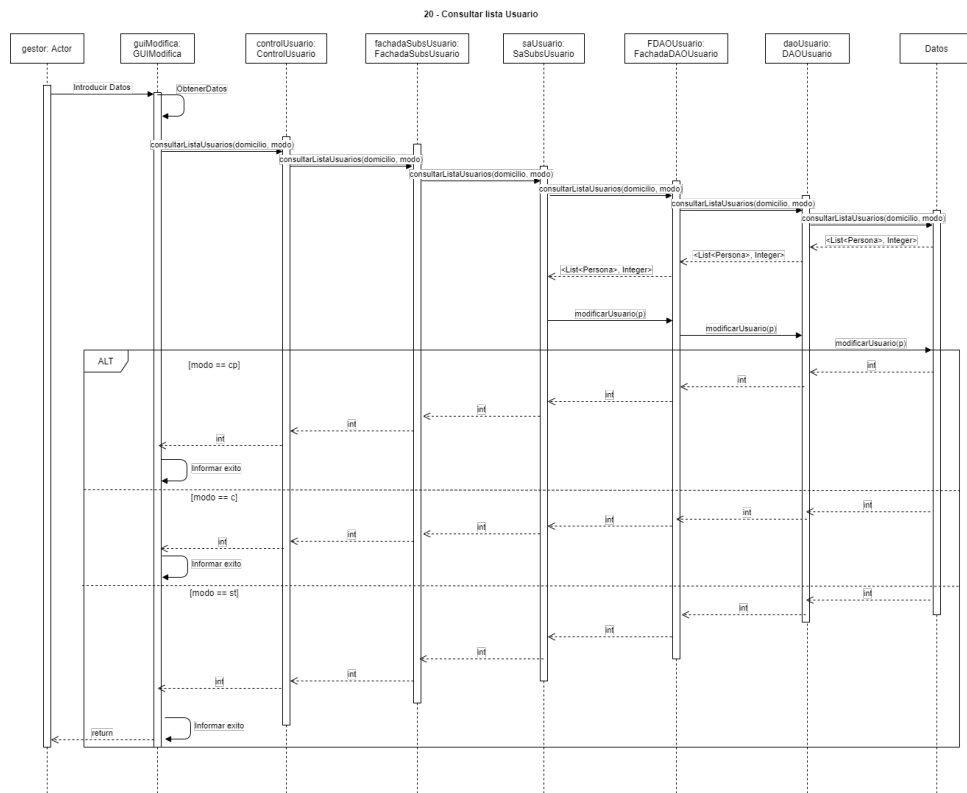 20 - Consultar lista Usuario
gestor: Actor
guiModifica:
GUIModifica
controlUsuario:
ControlUsuario
fachadaSubsUsuario:
FachadaSubsUsuario
saUsuario:
SaSubsUsuario
FDAOUsuario:
FachadaDAOUsuario
daoUsuario:
DAOUsuario
Datos
Introducir Datos
ObtenerDatos
consultarListaUsuarios(domicilio, modo)
consultarListaUsuarios(domicilio, modo)
consultarListaUsuarios(domicilio, modo)
consultarListaUsuarios(domicilio, modo)
consultarListaUsuarios(domicilio, modo)
consultarListaUsuarios(domicilio, modo)
<List<Persona>, Integer>
<List<Persona>, Integer>
<List<Persona>, Integer>
modificarUsuario(p)
modificarUsuario(p)
modificarUsuario(p)
ALT
[modo == cp]
int
int
int
int
int
int
Informar exito
[modo == c]
int
int
int
int
int
int
Informar exito
[modo == st]
int
int
int
int
int
int
Informar exito
return